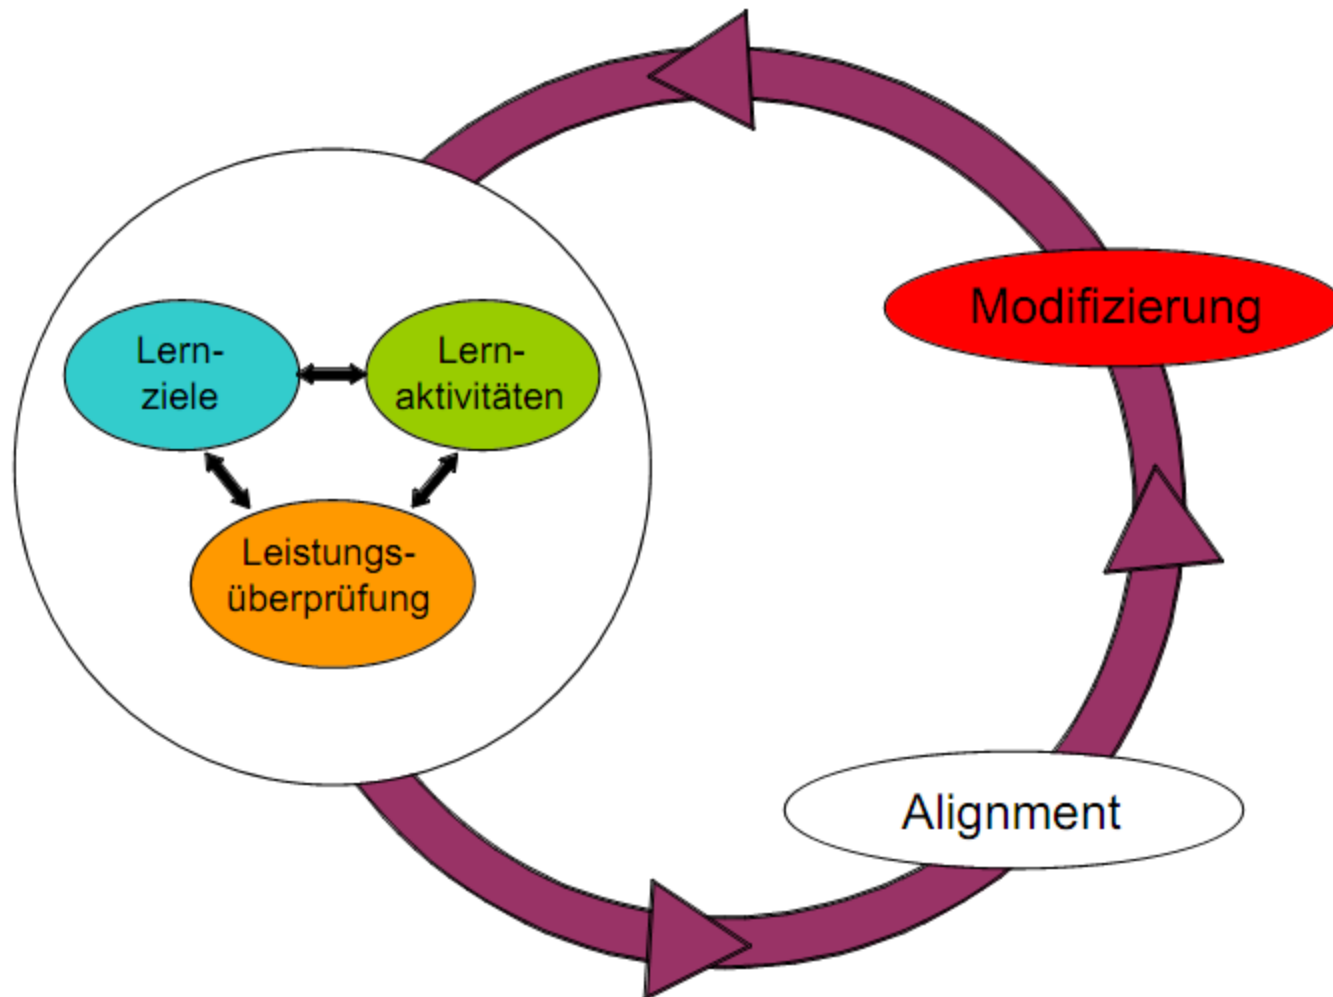 Modifizierung
Lern-
ziele
Lern-
aktivitäten
Leistungs-
überprüfung
Alignment